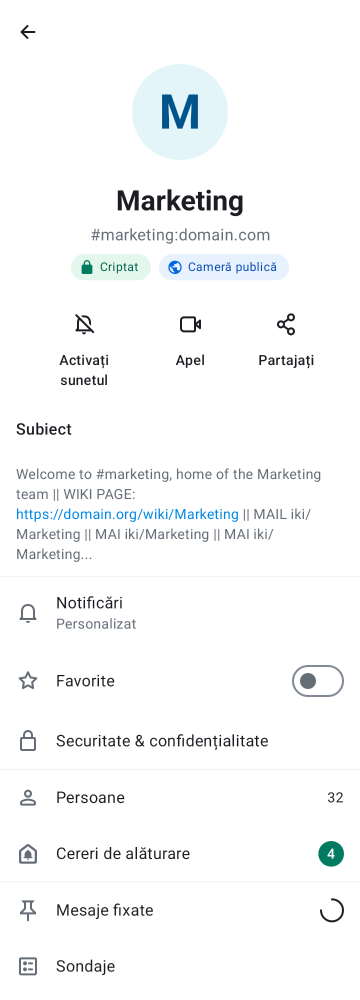 M
Marketing
#marketing:domain.com
Criptat
Cameră publică
Activați
sunetul
Apel
Partajați
Subiect
Welcome to #marketing, home of the Marketing
team || WIKI PAGE:
https://domain.org/wiki/Marketing || MAIL iki/
Marketing || MAI iki/Marketing || MAI iki/
Marketing...
Notificări
Personalizat
Favorite
Securitate & confidențialitate
Persoane 32
Cereri de alăturare 4
Mesaje fixate
Sondaje